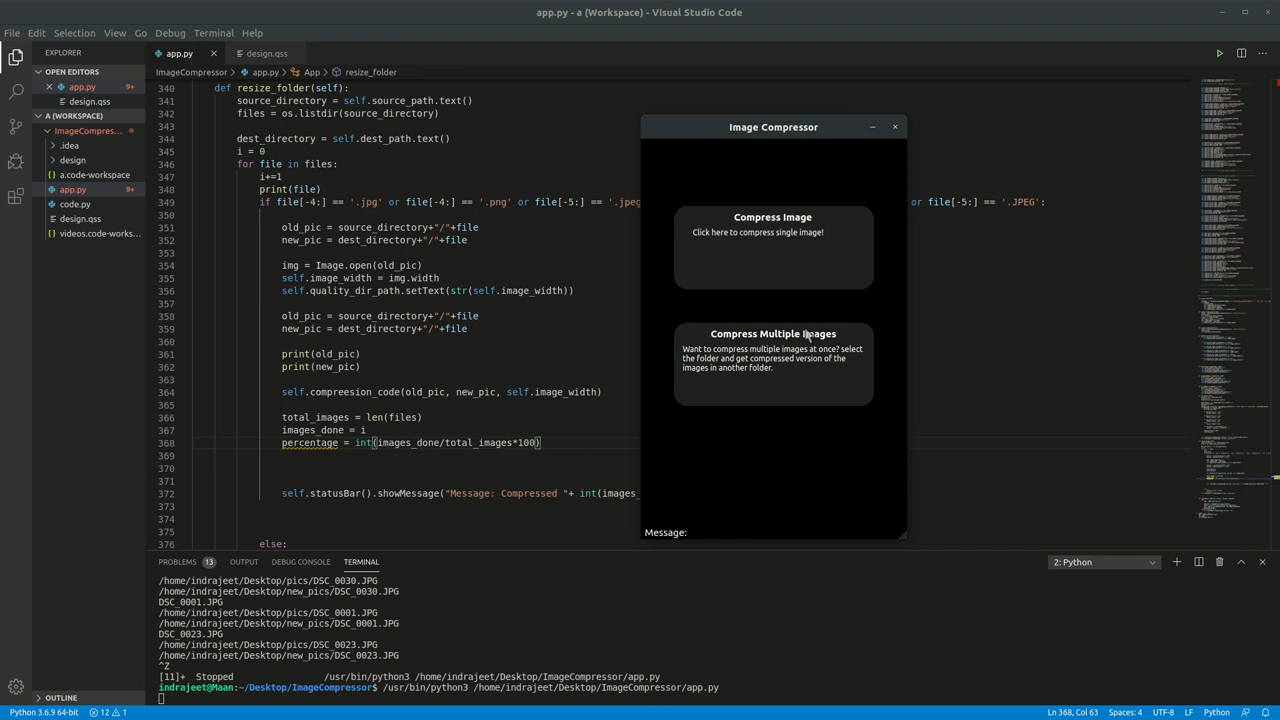 app.py - a (Workspace) - Visual Studio Code
File Edit Selection View Go Debug Terminal Help
EXPLORER
app.py
design.qss
OPEN EDITORS
app.py 9+
design.qss
A (WORKSPACE)
ImageCompres...
.idea
design
a.code-workspace
app.py 9+
code.py
design.qss
videos.code-works...
OUTLINE
ImageCompressor > app.py > App > resize_folder
340 def resize_folder(self):
341 source_directory = self.source_path.text()
342 files = os.listdir(source_directory)
343
344 dest_directory = self.dest_path.text()
345 i = 0
346 for file in files:
347 i+=1
348 print(file)
349 if file[-4:] == '.jpg' or file[-4:] == '.png' or file[-5:] == '.jpeg or file[-5:] == '.JPEG':
350
351 old_pic = source_directory+"/"+file
352 new_pic = dest_directory+"/"+file
353
354 img = Image.open(old_pic)
355 self.image_width = img.width
356 self.quality_dir_path.setText(str(self.image_width))
357
358 old_pic = source_directory+"/"+file
359 new_pic = dest_directory+"/"+file
360
361 print(old_pic)
362 print(new_pic)
363
364 self.compreesion_code(old_pic, new_pic, self.image_width)
365
366 total_images = len(files)
367 images_done = i
368 percentage = int(images_done/total_images*100)
369
370
371
372 self.statusBar().showMessage("Message: Compressed "+ int(images_
373
374
375
376 else:
Image Compressor
Compress Image
Click here to compress single image!
Compress Multiple Images
Want to compress multiple images at once? select
the folder and get compressed version of the
images in another folder.
Message:
PROBLEMS 13 OUTPUT DEBUG CONSOLE TERMINAL
2: Python
/home/indrajeet/Desktop/pics/DSC_0030.JPG
/home/indrajeet/Desktop/new_pics/DSC_0030.JPG
DSC_0001.JPG
/home/indrajeet/Desktop/pics/DSC_0001.JPG
/home/indrajeet/Desktop/new_pics/DSC_0001.JPG
DSC_0023.JPG
/home/indrajeet/Desktop/pics/DSC_0023.JPG
/home/indrajeet/Desktop/new_pics/DSC_0023.JPG
^Z
[11]+ Stopped /usr/bin/python3 /home/indrajeet/Desktop/ImageCompressor/app.py
indrajeet@Maan:~/Desktop/ImageCompressor$ /usr/bin/python3 /home/indrajeet/Desktop/ImageCompressor/app.py
Python 3.6.9 64-bit 12 1 Ln 368, Col 63 Spaces: 4 UTF-8 LF Python